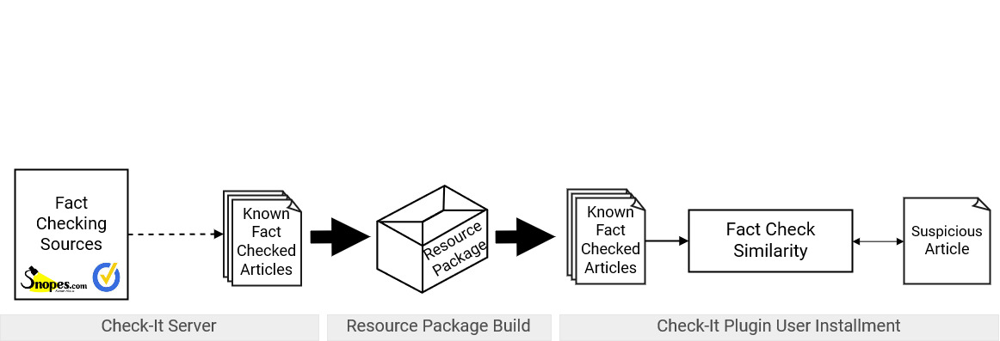 Fact
Checking
Sources
Snopes.com
Known
Fact
Checked
Articles
Resource
Package
Known
Fact
Checked
Articles
Fact Check
Similarity
Suspicious
Article
Check-It Server
Resource Package Build
Check-It Plugin User Installment